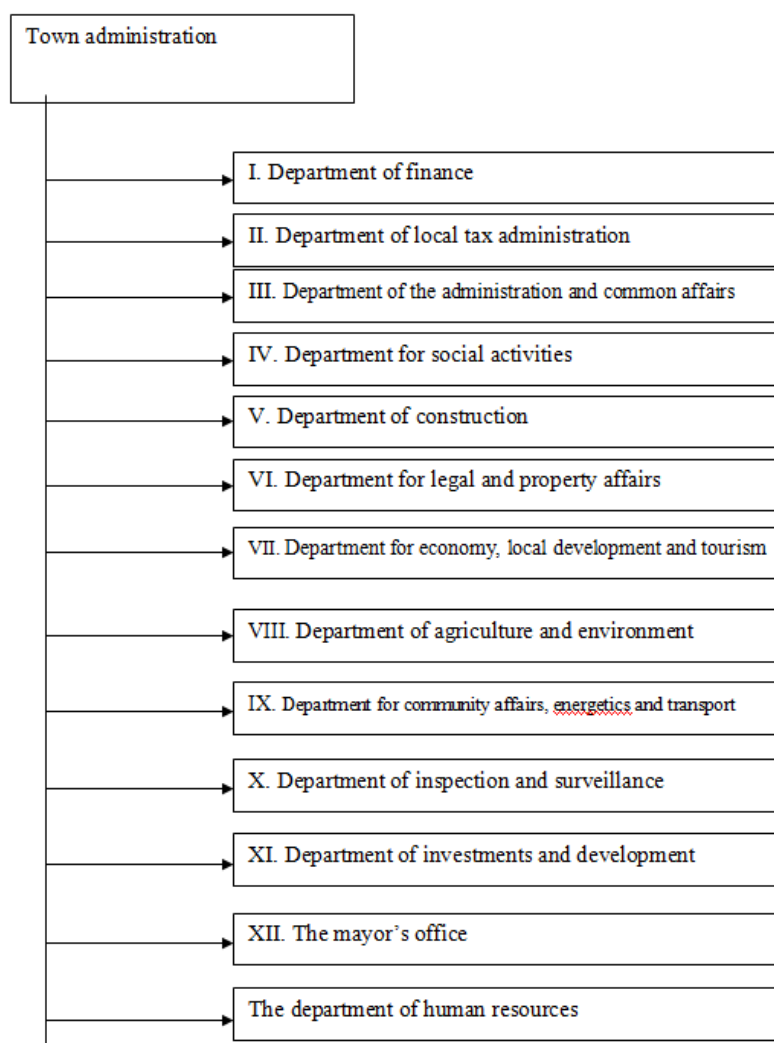 Town administration
I. Department of finance
II. Department of local tax administration
III. Department of the administration and common affairs
IV. Department for social activities
V. Department of construction
VI. Department for legal and property affairs
VII. Department for economy, local development and tourism
VIII. Department of agriculture and environment
IX. Department for community affairs, energetics and transport
X. Department of inspection and surveillance
XI. Department of investments and development
XII. The mayor’s office
The department of human resources